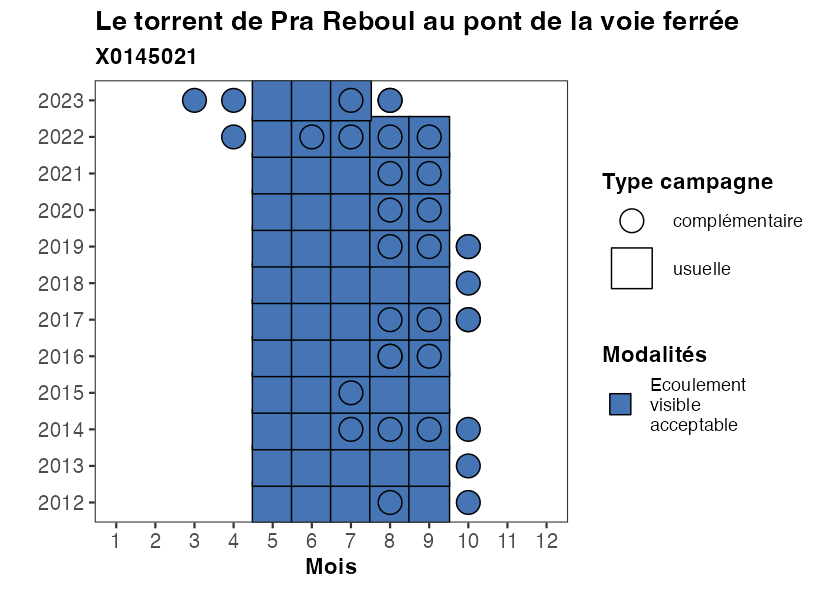 Le torrent de Pra Reboul au pont de la voie ferrée
X0145021
2023
2022
2021
2020
2019
2018
2017
2016
2015
2014
2013
2012
1 2 3 4 5 6 7 8 9 10 11 12
Mois
Type campagne
complémentaire
usuelle
Modalités
Ecoulement
visible
acceptable